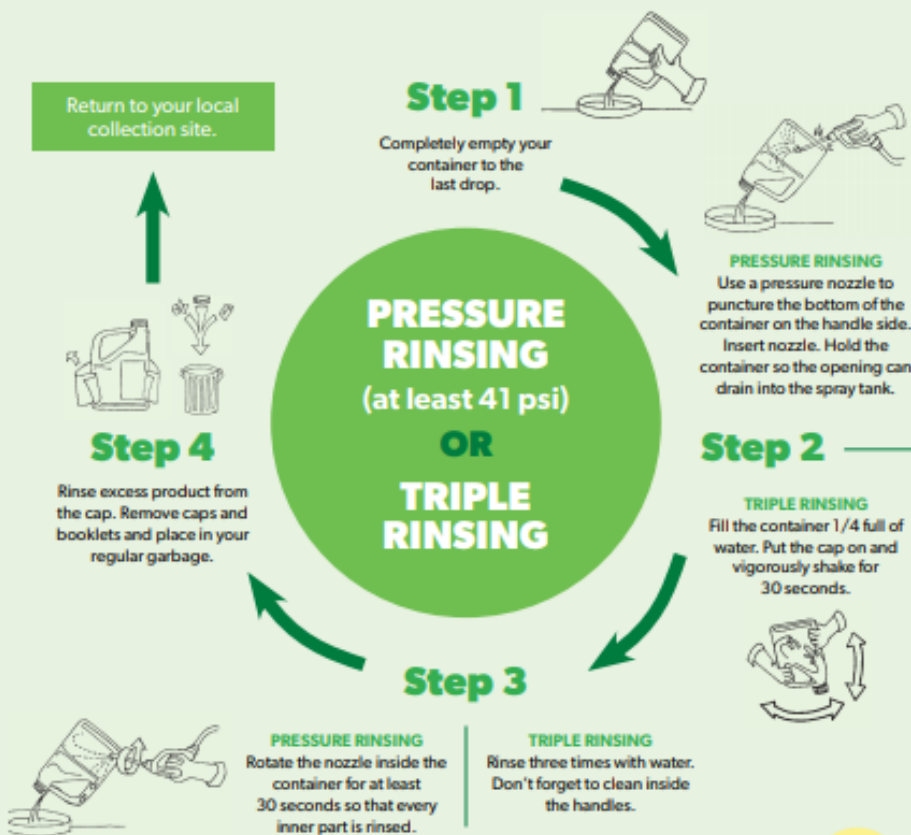 Return to your local
collection site.
Step 1
Completely empty your
container to the
last drop.
PRESSURE RINSING
Use a pressure nozzle to
puncture the bottom of the
container on the handle side.
Insert nozzle. Hold the
container so the opening can
drain into the spray tank.
PRESSURE
RINSING
(at least 41 psi)
OR
TRIPLE
RINSING
Step 2
TRIPLE RINSING
Fill the container 1/4 full of
water. Put the cap on and
vigorously shake for
30 seconds.
Step 3
PRESSURE RINSING
Rotate the nozzle inside the
container for at least
30 seconds so that every
inner part is rinsed.
TRIPLE RINSING
Rinse three times with water.
Don't forget to clean inside
the handles.
Step 4
Rinse excess product from
the cap. Remove caps and
booklets and place in your
regular garbage.